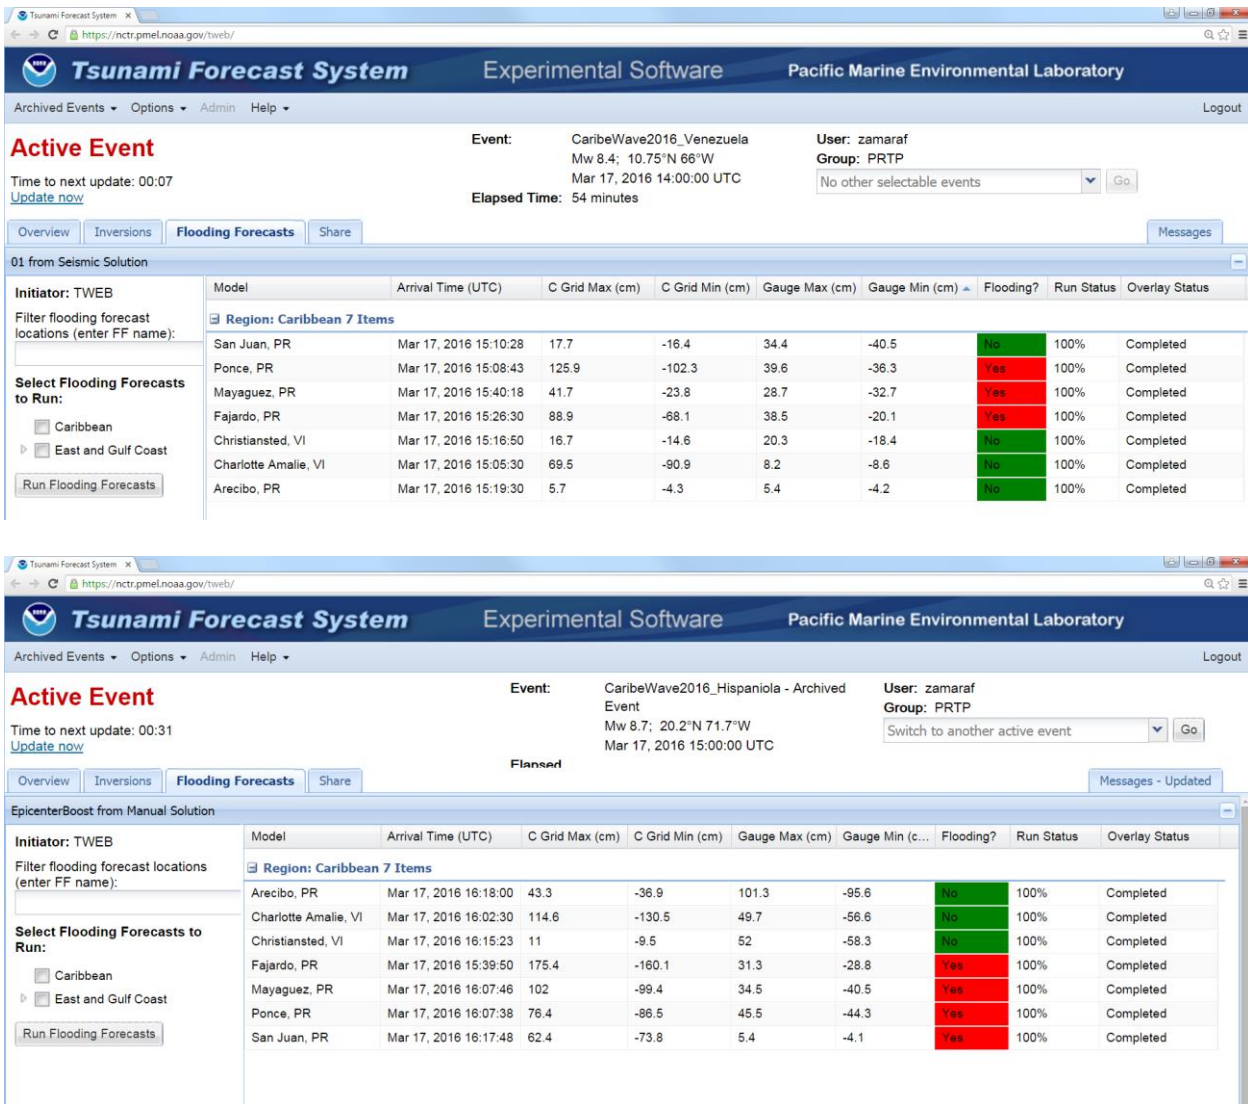 Tsunami Forecast System ×
https://nctr.pmel.noaa.gov/tweb/
Tsunami Forecast System Experimental Software Pacific Marine Environmental Laboratory
Archived Events Options Admin Help Logout
Active Event
Time to next update: 00:07
Update now
Event: CaribeWave2016_Venezuela
Mw 8.4; 10.75°N 66°W
Mar 17, 2016 14:00:00 UTC
Elapsed Time: 54 minutes
User: zamaraf
Group: PRTP
No other selectable events Go
Overview Inversions Flooding Forecasts Share Messages
01 from Seismic Solution
Initiator: TWEB
Filter flooding forecast
locations (enter FF name):
Select Flooding Forecasts
to Run:
Caribbean
East and Gulf Coast
Run Flooding Forecasts
Model Arrival Time (UTC) C Grid Max (cm) C Grid Min (cm) Gauge Max (cm) Gauge Min (cm) Flooding? Run Status Overlay Status
Region: Caribbean 7 Items
San Juan, PR Mar 17, 2016 15:10:28 17.7 -16.4 34.4 -40.5 No 100% Completed
Ponce, PR Mar 17, 2016 15:08:43 125.9 -102.3 39.6 -36.3 Yes 100% Completed
Mayaguez, PR Mar 17, 2016 15:40:18 41.7 -23.8 28.7 -32.7 Yes 100% Completed
Fajardo, PR Mar 17, 2016 15:26:30 88.9 -68.1 38.5 -20.1 Yes 100% Completed
Christiansted, VI Mar 17, 2016 15:16:50 16.7 -14.6 20.3 -18.4 No 100% Completed
Charlotte Amalie, VI Mar 17, 2016 15:05:30 69.5 -90.9 8.2 -8.6 No 100% Completed
Arecibo, PR Mar 17, 2016 15:19:30 5.7 -4.3 5.4 -4.2 No 100% Completed
Tsunami Forecast System ×
https://nctr.pmel.noaa.gov/tweb/
Tsunami Forecast System Experimental Software Pacific Marine Environmental Laboratory
Archived Events Options Admin Help Logout
Active Event
Time to next update: 00:31
Update now
Event: CaribeWave2016_Hispaniola - Archived
Event
Mw 8.7; 20.2°N 71.7°W
Mar 17, 2016 15:00:00 UTC
Elapsed
User: zamaraf
Group: PRTP
Switch to another active event Go
Overview Inversions Flooding Forecasts Share Messages - Updated
EpicenterBoost from Manual Solution
Initiator: TWEB
Filter flooding forecast locations
(enter FF name):
Select Flooding Forecasts to
Run:
Caribbean
East and Gulf Coast
Run Flooding Forecasts
Model Arrival Time (UTC) C Grid Max (cm) C Grid Min (cm) Gauge Max (cm) Gauge Min (c... Flooding? Run Status Overlay Status
Region: Caribbean 7 Items
Arecibo, PR Mar 17, 2016 16:18:00 43.3 -36.9 101.3 -95.6 No 100% Completed
Charlotte Amalie, VI Mar 17, 2016 16:02:30 114.6 -130.5 49.7 -56.6 No 100% Completed
Christiansted, VI Mar 17, 2016 16:15:23 11 -9.5 52 -58.3 No 100% Completed
Fajardo, PR Mar 17, 2016 15:39:50 175.4 -160.1 31.3 -28.8 Yes 100% Completed
Mayaguez, PR Mar 17, 2016 16:07:46 102 -99.4 34.5 -40.5 Yes 100% Completed
Ponce, PR Mar 17, 2016 16:07:38 76.4 -86.5 45.5 -44.3 Yes 100% Completed
San Juan, PR Mar 17, 2016 16:17:48 62.4 -73.8 5.4 -4.1 Yes 100% Completed